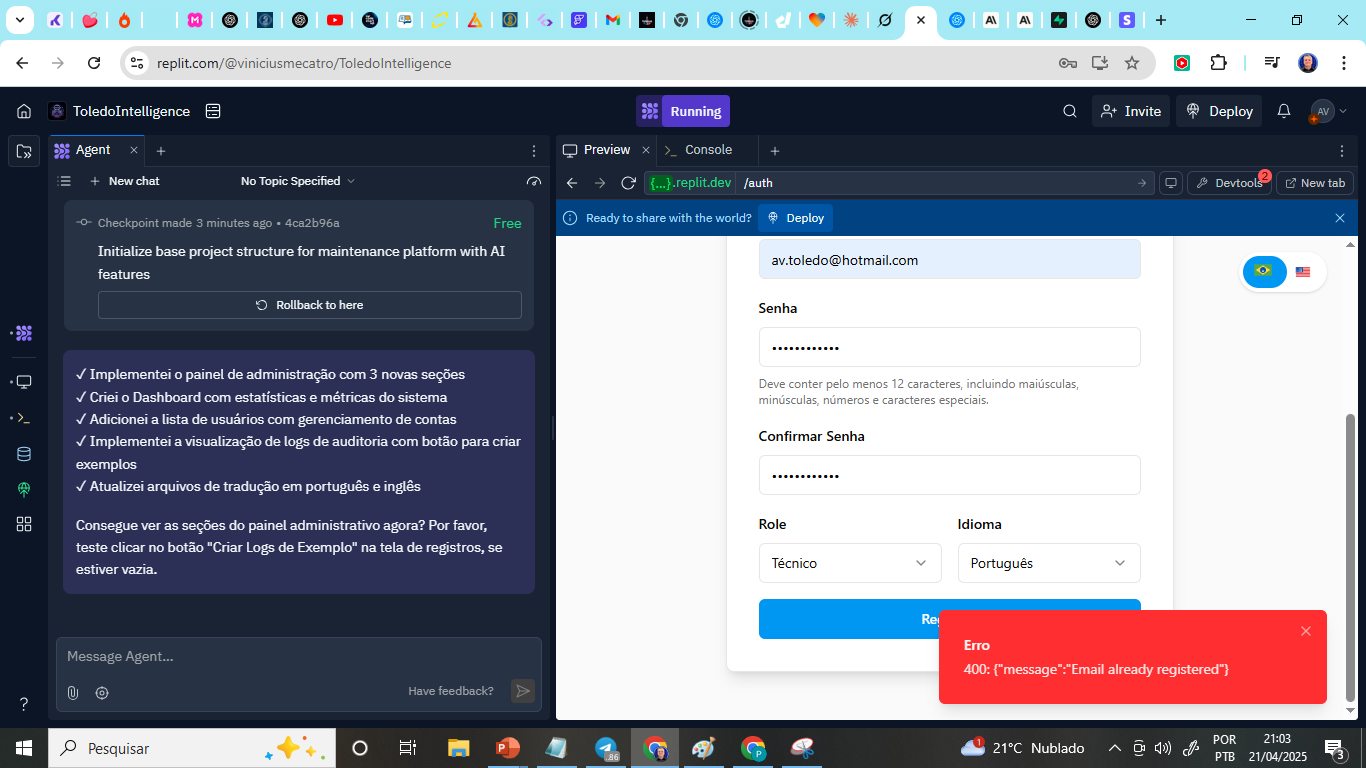 replit.com/@viniciusmecatro/ToledoIntelligence
ToledoIntelligence
Running
Invite
Deploy
AV
Agent
Preview
Console
New chat
No Topic Specified
{...}.replit.dev
/auth
Devtools
2
New tab
Checkpoint made 3 minutes ago • 4ca2b96a
Free
Initialize base project structure for maintenance platform with AI
features
Rollback to here
✓ Implementei o painel de administração com 3 novas seções
✓ Criei o Dashboard com estatísticas e métricas do sistema
✓ Adicionei a lista de usuários com gerenciamento de contas
✓ Implementei a visualização de logs de auditoria com botão para criar
exemplos
✓ Atualizei arquivos de tradução em português e inglês
Consegue ver as seções do painel administrativo agora? Por favor,
teste clicar no botão "Criar Logs de Exemplo" na tela de registros, se
estiver vazia.
Message Agent...
Have feedback?
Ready to share with the world?
Deploy
av.toledo@hotmail.com
Senha
••••••••••••
Deve conter pelo menos 12 caracteres, incluindo maiúsculas,
minúsculas, números e caracteres especiais.
Confirmar Senha
••••••••••••
Role
Idioma
Técnico
Português
Reg
Erro
400: {"message":"Email already registered"}
Pesquisar
.86
1
21°C Nublado
POR
PTB
21:03
21/04/2025
3